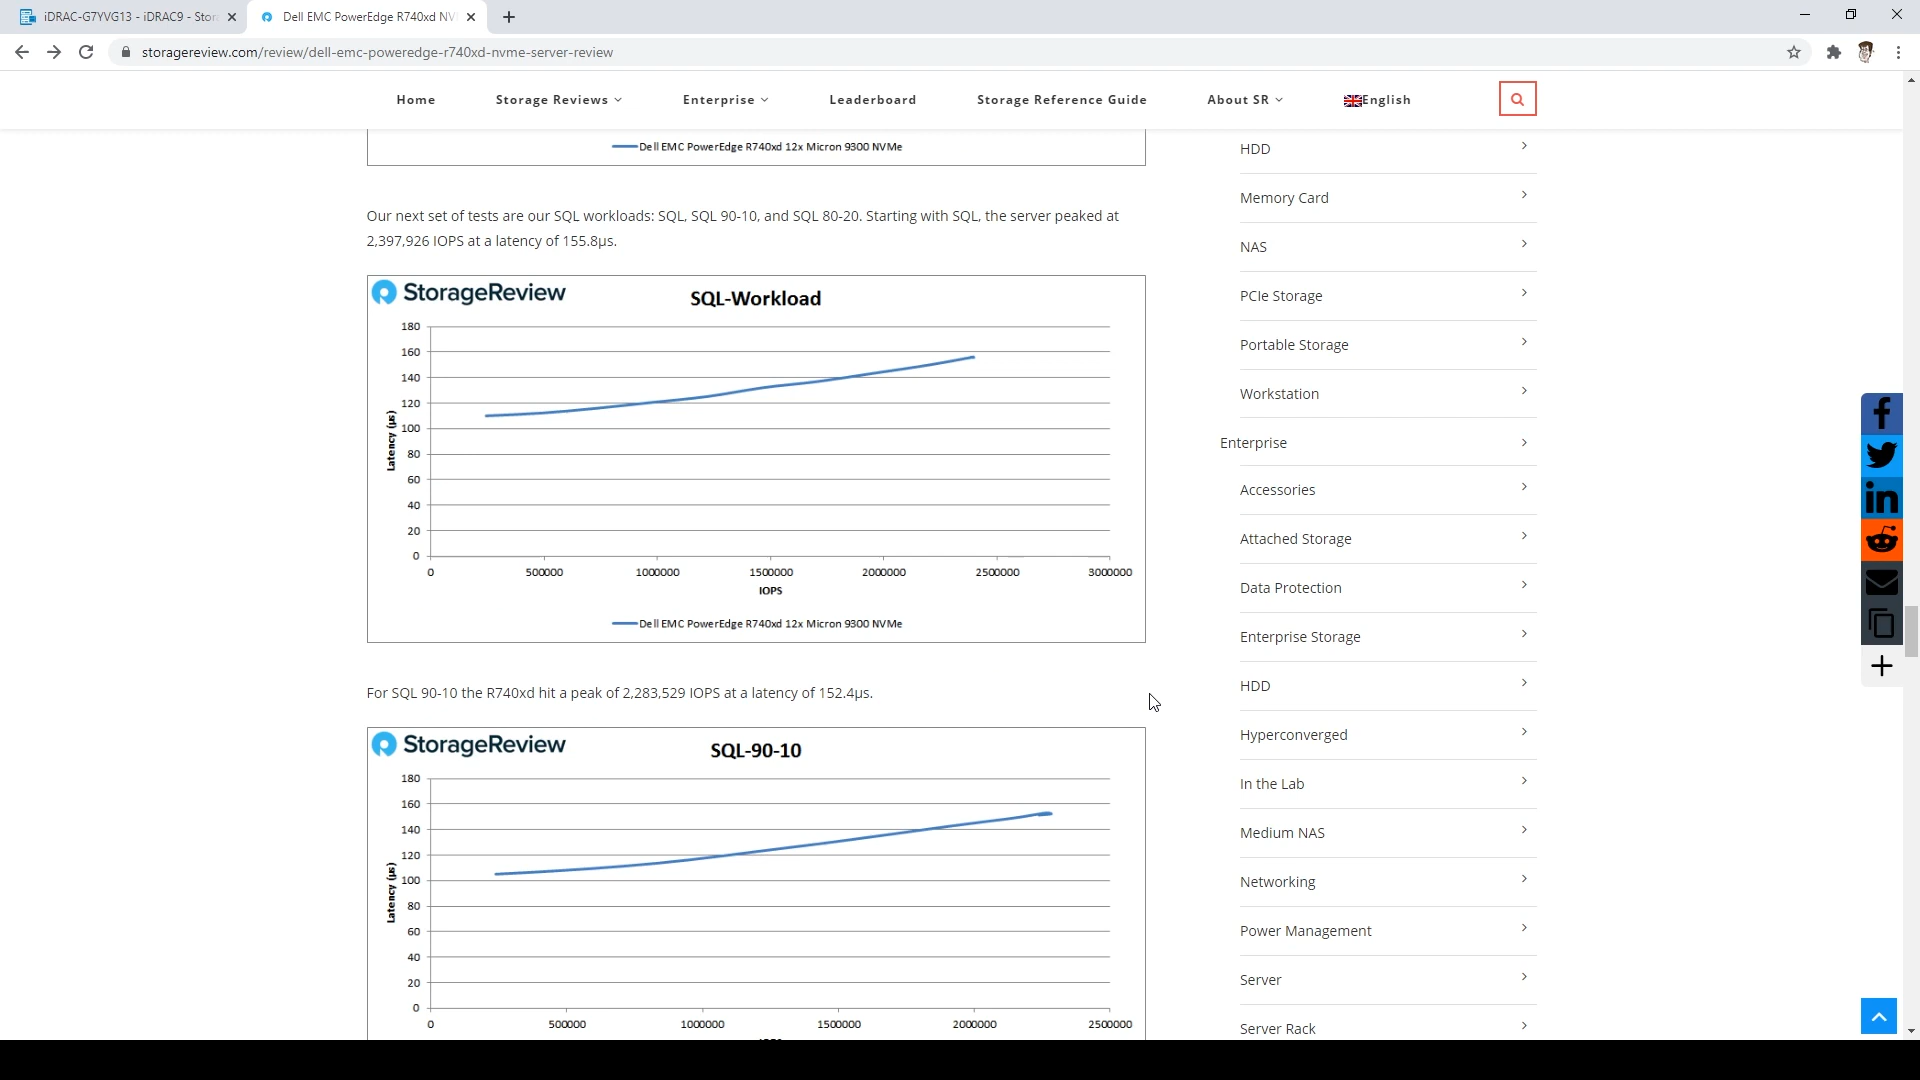 iDRAC-G7YVG13 - iDRAC9 - Stor
Dell EMC PowerEdge R740xd NV
storagereview.com/review/dell-emc-poweredge-r740xd-nvme-server-review
Home Storage Reviews Enterprise Leaderboard Storage Reference Guide About SR English
Dell EMC PowerEdge R740xd 12x Micron 9300 NVMe
Our next set of tests are our SQL workloads: SQL, SQL 90-10, and SQL 80-20. Starting with SQL, the server peaked at
2,397,926 IOPS at a latency of 155.8µs.
StorageReview
SQL-Workload
180
160
140
120
100
80
60
40
20
0
Latency (µs)
0 500000 1000000 1500000 2000000 2500000 3000000
IOPS
Dell EMC PowerEdge R740xd 12x Micron 9300 NVMe
For SQL 90-10 the R740xd hit a peak of 2,283,529 IOPS at a latency of 152.4µs.
StorageReview
SQL-90-10
180
160
140
120
100
80
60
40
20
0
Latency (µs)
0 500000 1000000 1500000 2000000 2500000
HDD
Memory Card
NAS
PCIe Storage
Portable Storage
Workstation
Enterprise
Accessories
Attached Storage
Data Protection
Enterprise Storage
HDD
Hyperconverged
In the Lab
Medium NAS
Networking
Power Management
Server
Server Rack